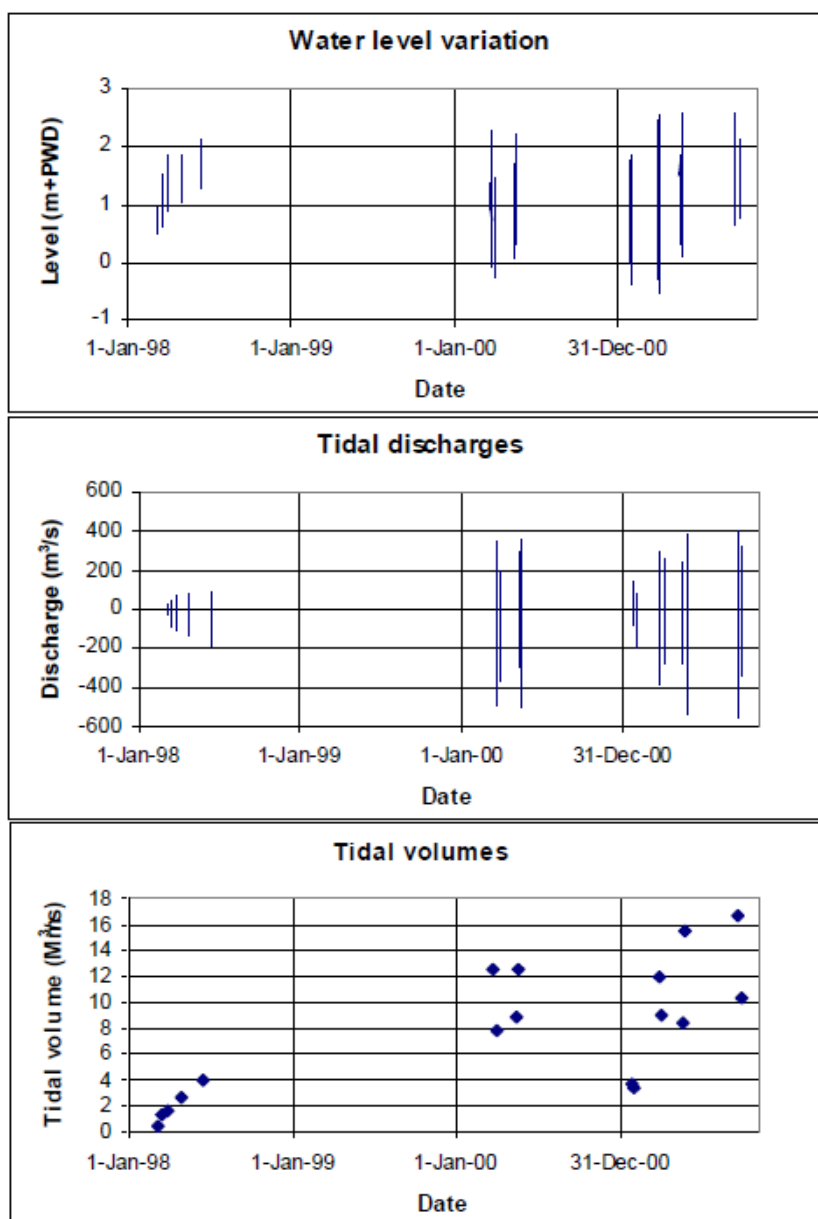 Water level variation
Level (m+PWD)
3
2
1
0
-1
1-Jan-98 1-Jan-99 1-Jan-00 31-Dec-00
Date
Tidal discharges
Discharge (m³/s)
600
400
200
0
-200
-400
-600
1-Jan-98 1-Jan-99 1-Jan-00 31-Dec-00
Date
Tidal volumes
Tidal volume
18
16
14
12
10
8
6
4
2
0
1-Jan-98 1-Jan-99 1-Jan-00 31-Dec-00
Date